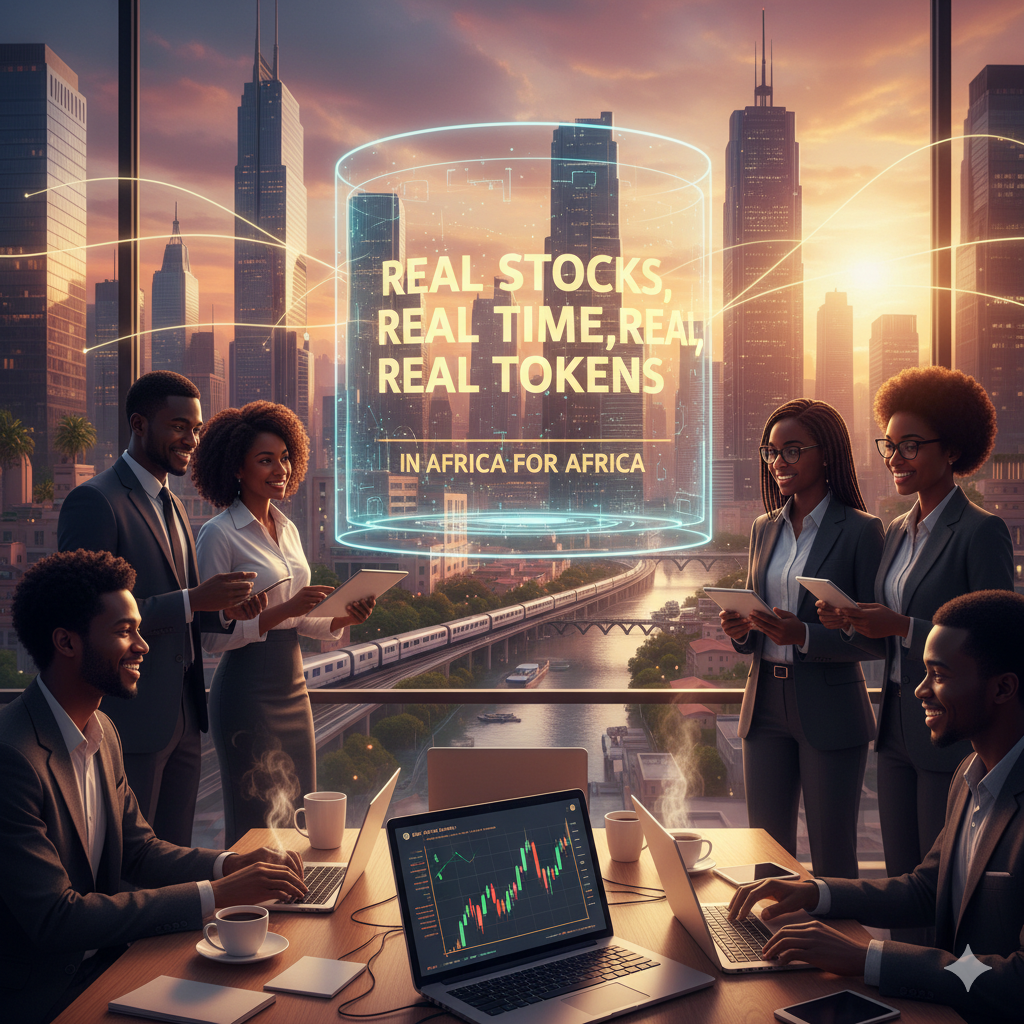 REAL STOCKS,
REAL TIME, REAL,
REAL TOKENS
IN AFRICA FOR AFRICA